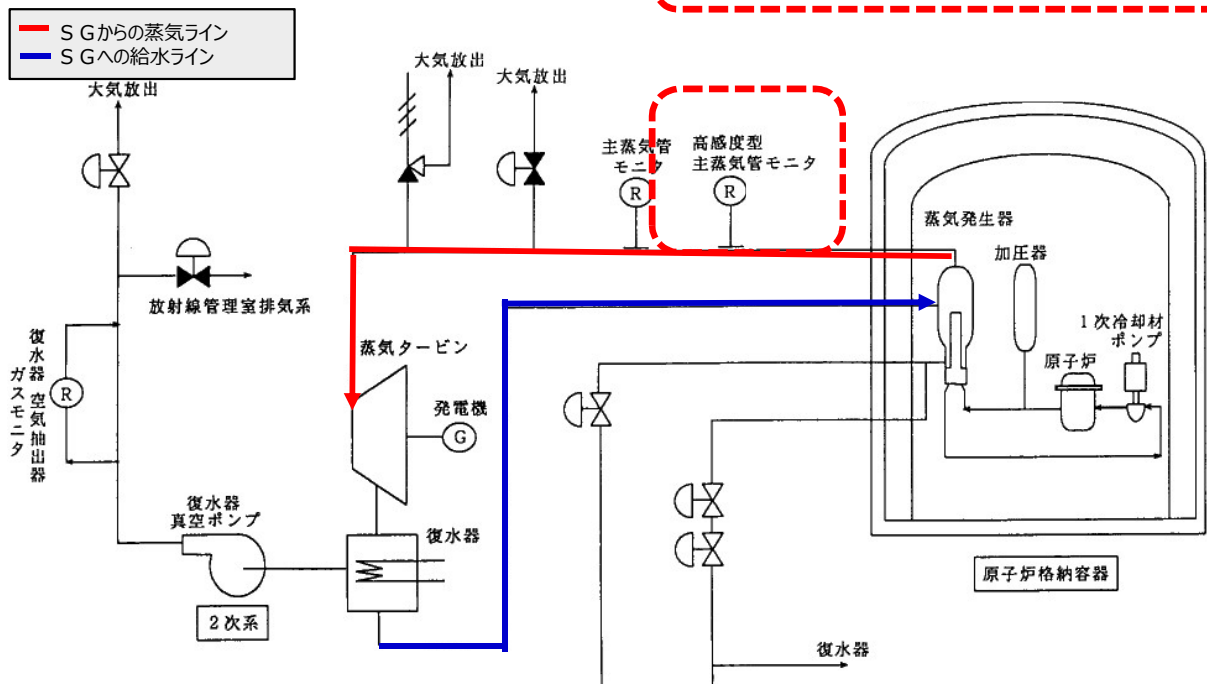 ＳＧからの蒸気ライン
ＳＧへの給水ライン
大気放出
大気放出
大気放出
主蒸気管
モニタ
高感度型
主蒸気管モニタ
R
R
蒸気発生器
加圧器
1次冷却材
ポンプ
原子炉
放射線管理室排気系
蒸気タービン
発電機
G
復水器空気抽出器
ガスモニタ
R
復水器
真空ポンプ
復水器
2次系
原子炉格納容器
復水器